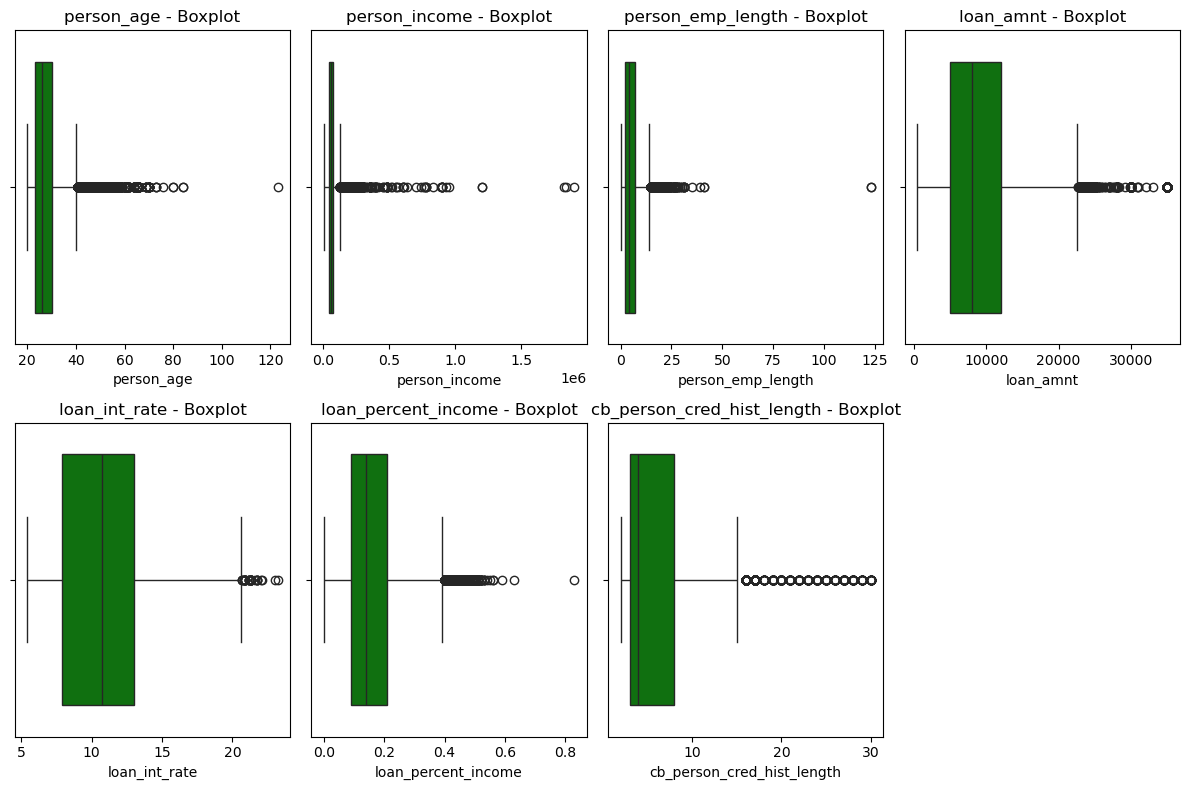 person_age - Boxplot
person_income - Boxplot
person_emp_length - Boxplot
loan_amnt - Boxplot
20 40 60 80 100 120
0.0 0.5 1.0 1.5
0 25 50 75 100 125
0 10000 20000 30000
1e6
person_age
person_income
person_emp_length
loan_amnt
loan_int_rate - Boxplot
loan_percent_income - Boxplot
cb_person_cred_hist_length - Boxplot
5 10 15 20
0.0 0.2 0.4 0.6 0.8
10 20 30
loan_int_rate
loan_percent_income
cb_person_cred_hist_length